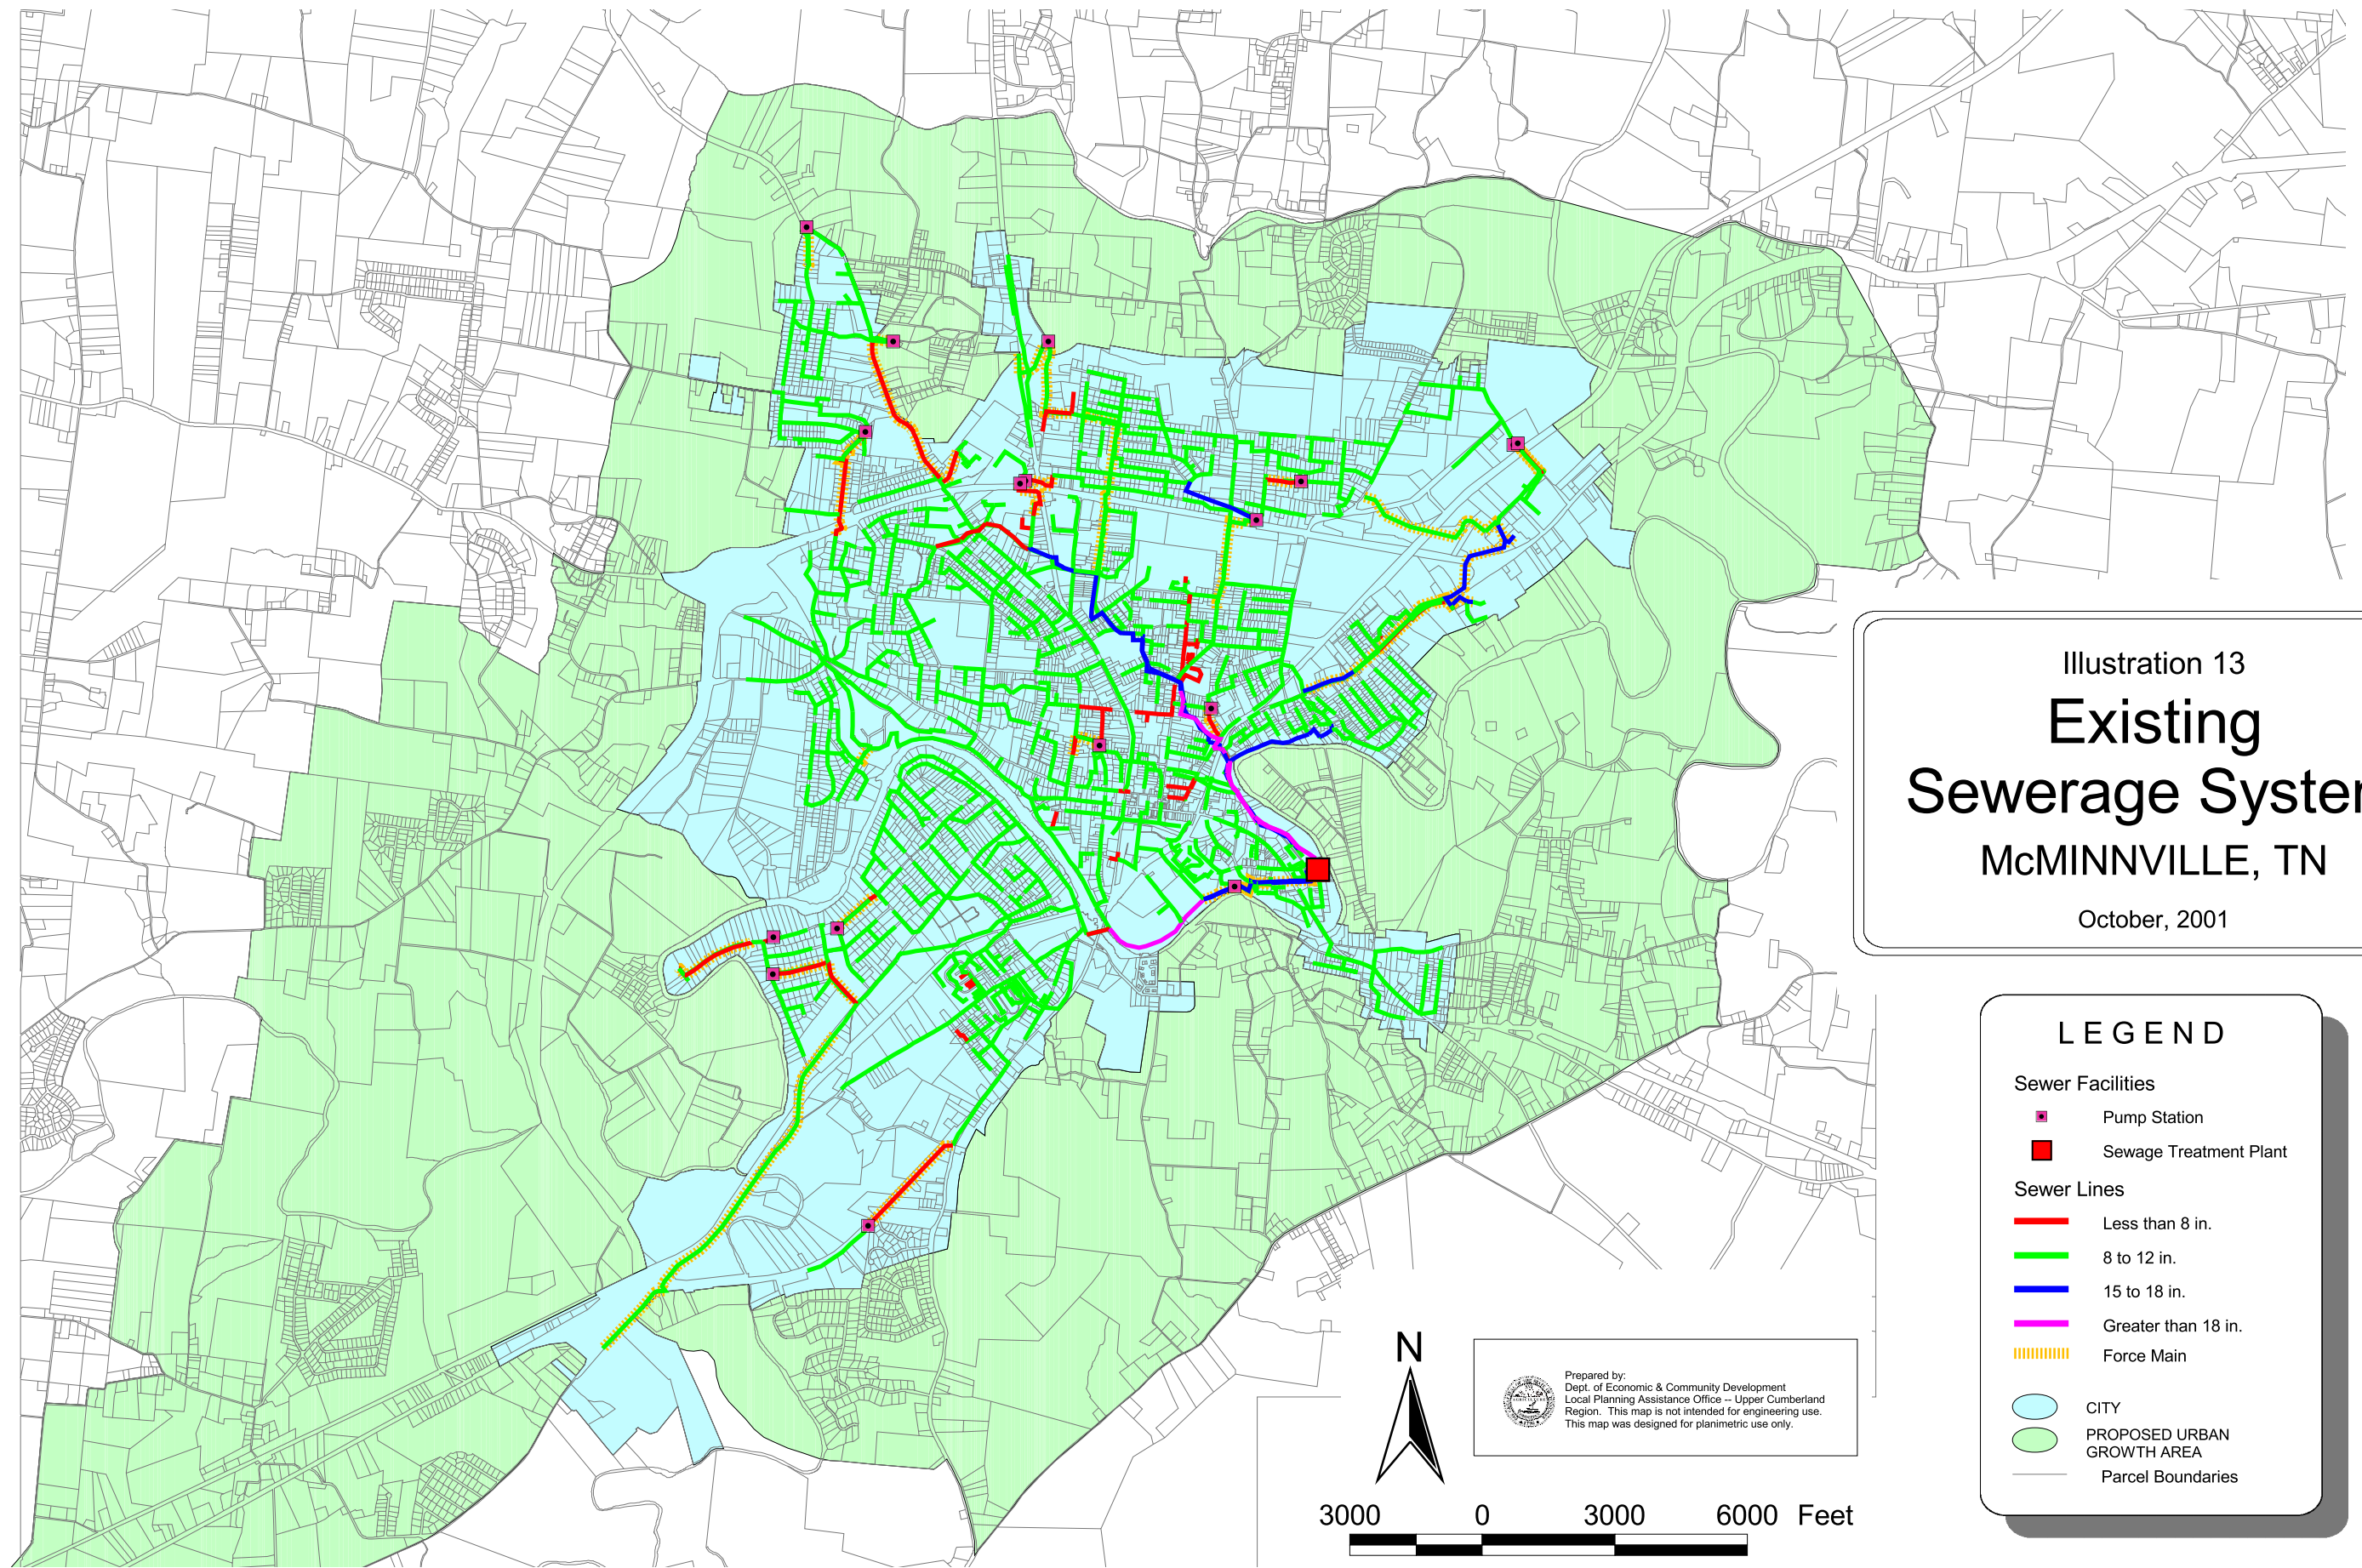 Illustration 13
Existing
Sewerage System
McMINNVILLE, TN
October, 2001
LEGEND
Sewer Facilities
Pump Station
Sewage Treatment Plant
Sewer Lines
Less than 8 in.
8 to 12 in.
15 to 18 in.
Greater than 18 in.
Force Main
CITY
PROPOSED URBAN
GROWTH AREA
Parcel Boundaries
N
Prepared by:
Dept. of Economic & Community Development
Local Planning Assistance Office -- Upper Cumberland
Region. This map is not intended for engineering use.
This map was designed for planimetric use only.
3000 0 3000 6000 Feet